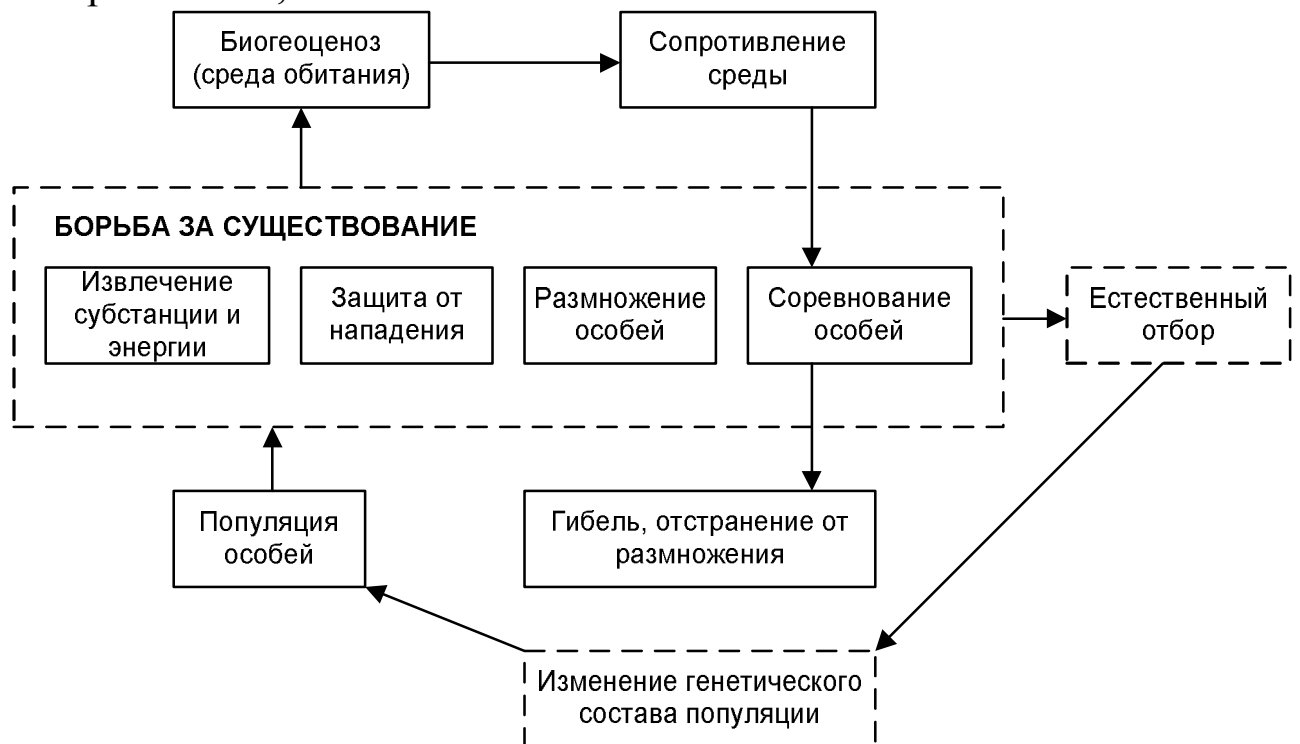 Биогеоценоз
(среда обитания)
Сопротивление
среды
БОРЬБА ЗА СУЩЕСТВОВАНИЕ
Извлечение
субстанции и
энергии
Защита от
нападения
Размножение
особей
Соревнование
особей
Естественный
отбор
Популяция
особей
Гибель, отстранение от
размножения
Изменение генетического
состава популяции